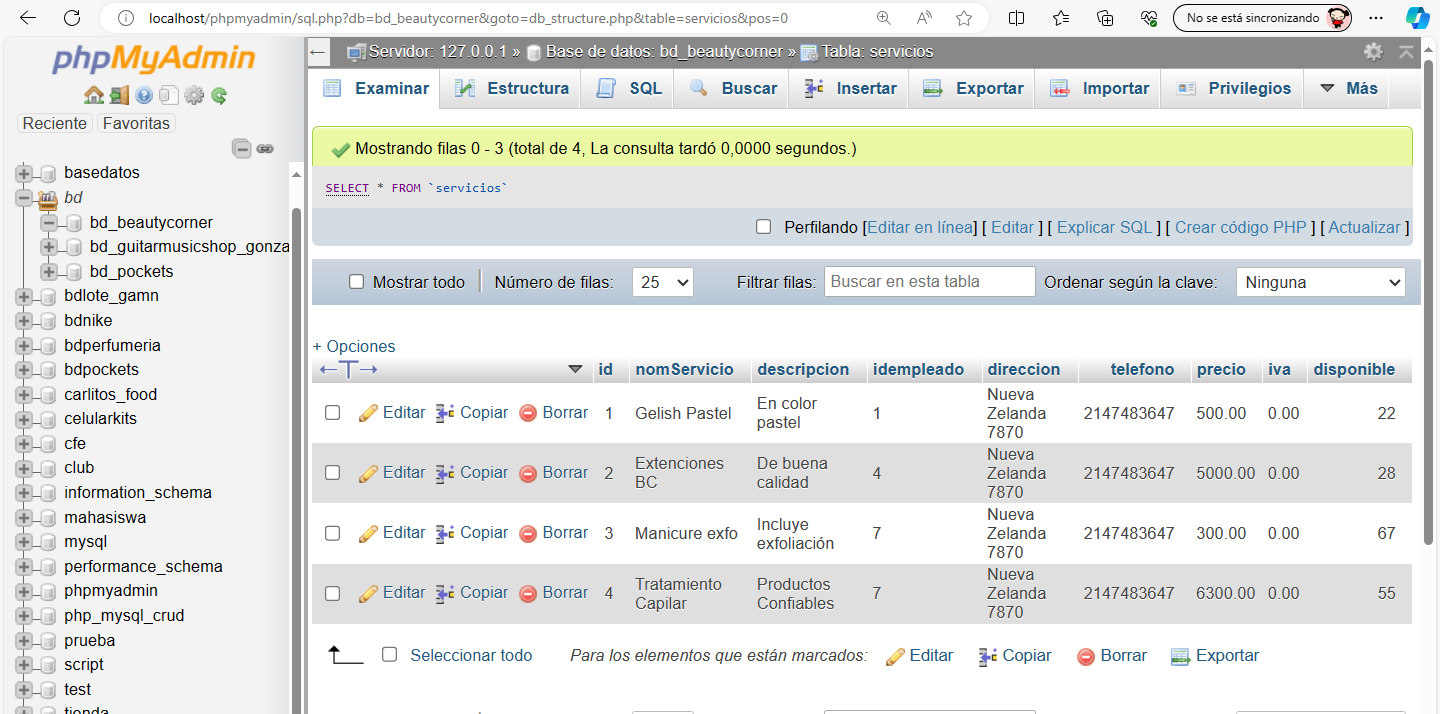 localhost/phpmyadmin/sql.php?db=bd_beautycorner&goto=db_structure.php&table=servicios&pos=0
No se está sincronizando
phpMyAdmin
Reciente Favoritas
basedatos
bd
bd_beautycorner
bd_guitarmusicshop_gonza
bd_pockets
bdlote_gamn
bdnike
bdperfumeria
bdpockets
carlitos_food
celularkits
cfe
club
information_schema
mahasiswa
mysql
performance_schema
phpmyadmin
php_mysql_crud
prueba
script
test
tienda
Servidor: 127.0.0.1 » Base de datos: bd_beautycorner » Tabla: servicios
Examinar Estructura SQL Buscar Insertar Exportar Importar Privilegios Más
Mostrando filas 0 - 3 (total de 4, La consulta tardó 0,0000 segundos.)
SELECT * FROM `servicios`
Perfilando [Editar en línea] [ Editar ] [ Explicar SQL ] [ Crear código PHP ] [ Actualizar ]
Mostrar todo Número de filas: 25 Filtrar filas: Buscar en esta tabla Ordenar según la clave: Ninguna
+ Opciones
←T→ id nomServicio descripcion idempleado direccion telefono precio iva disponible
Editar Copiar Borrar 1 Gelish Pastel En color pastel 1 Nueva Zelanda 7870 2147483647 500.00 0.00 22
Editar Copiar Borrar 2 Extenciones BC De buena calidad 4 Nueva Zelanda 7870 2147483647 5000.00 0.00 28
Editar Copiar Borrar 3 Manicure exfo Incluye exfoliación 7 Nueva Zelanda 7870 2147483647 300.00 0.00 67
Editar Copiar Borrar 4 Tratamiento Capilar Productos Confiables 7 Nueva Zelanda 7870 2147483647 6300.00 0.00 55
Seleccionar todo Para los elementos que están marcados: Editar Copiar Borrar Exportar